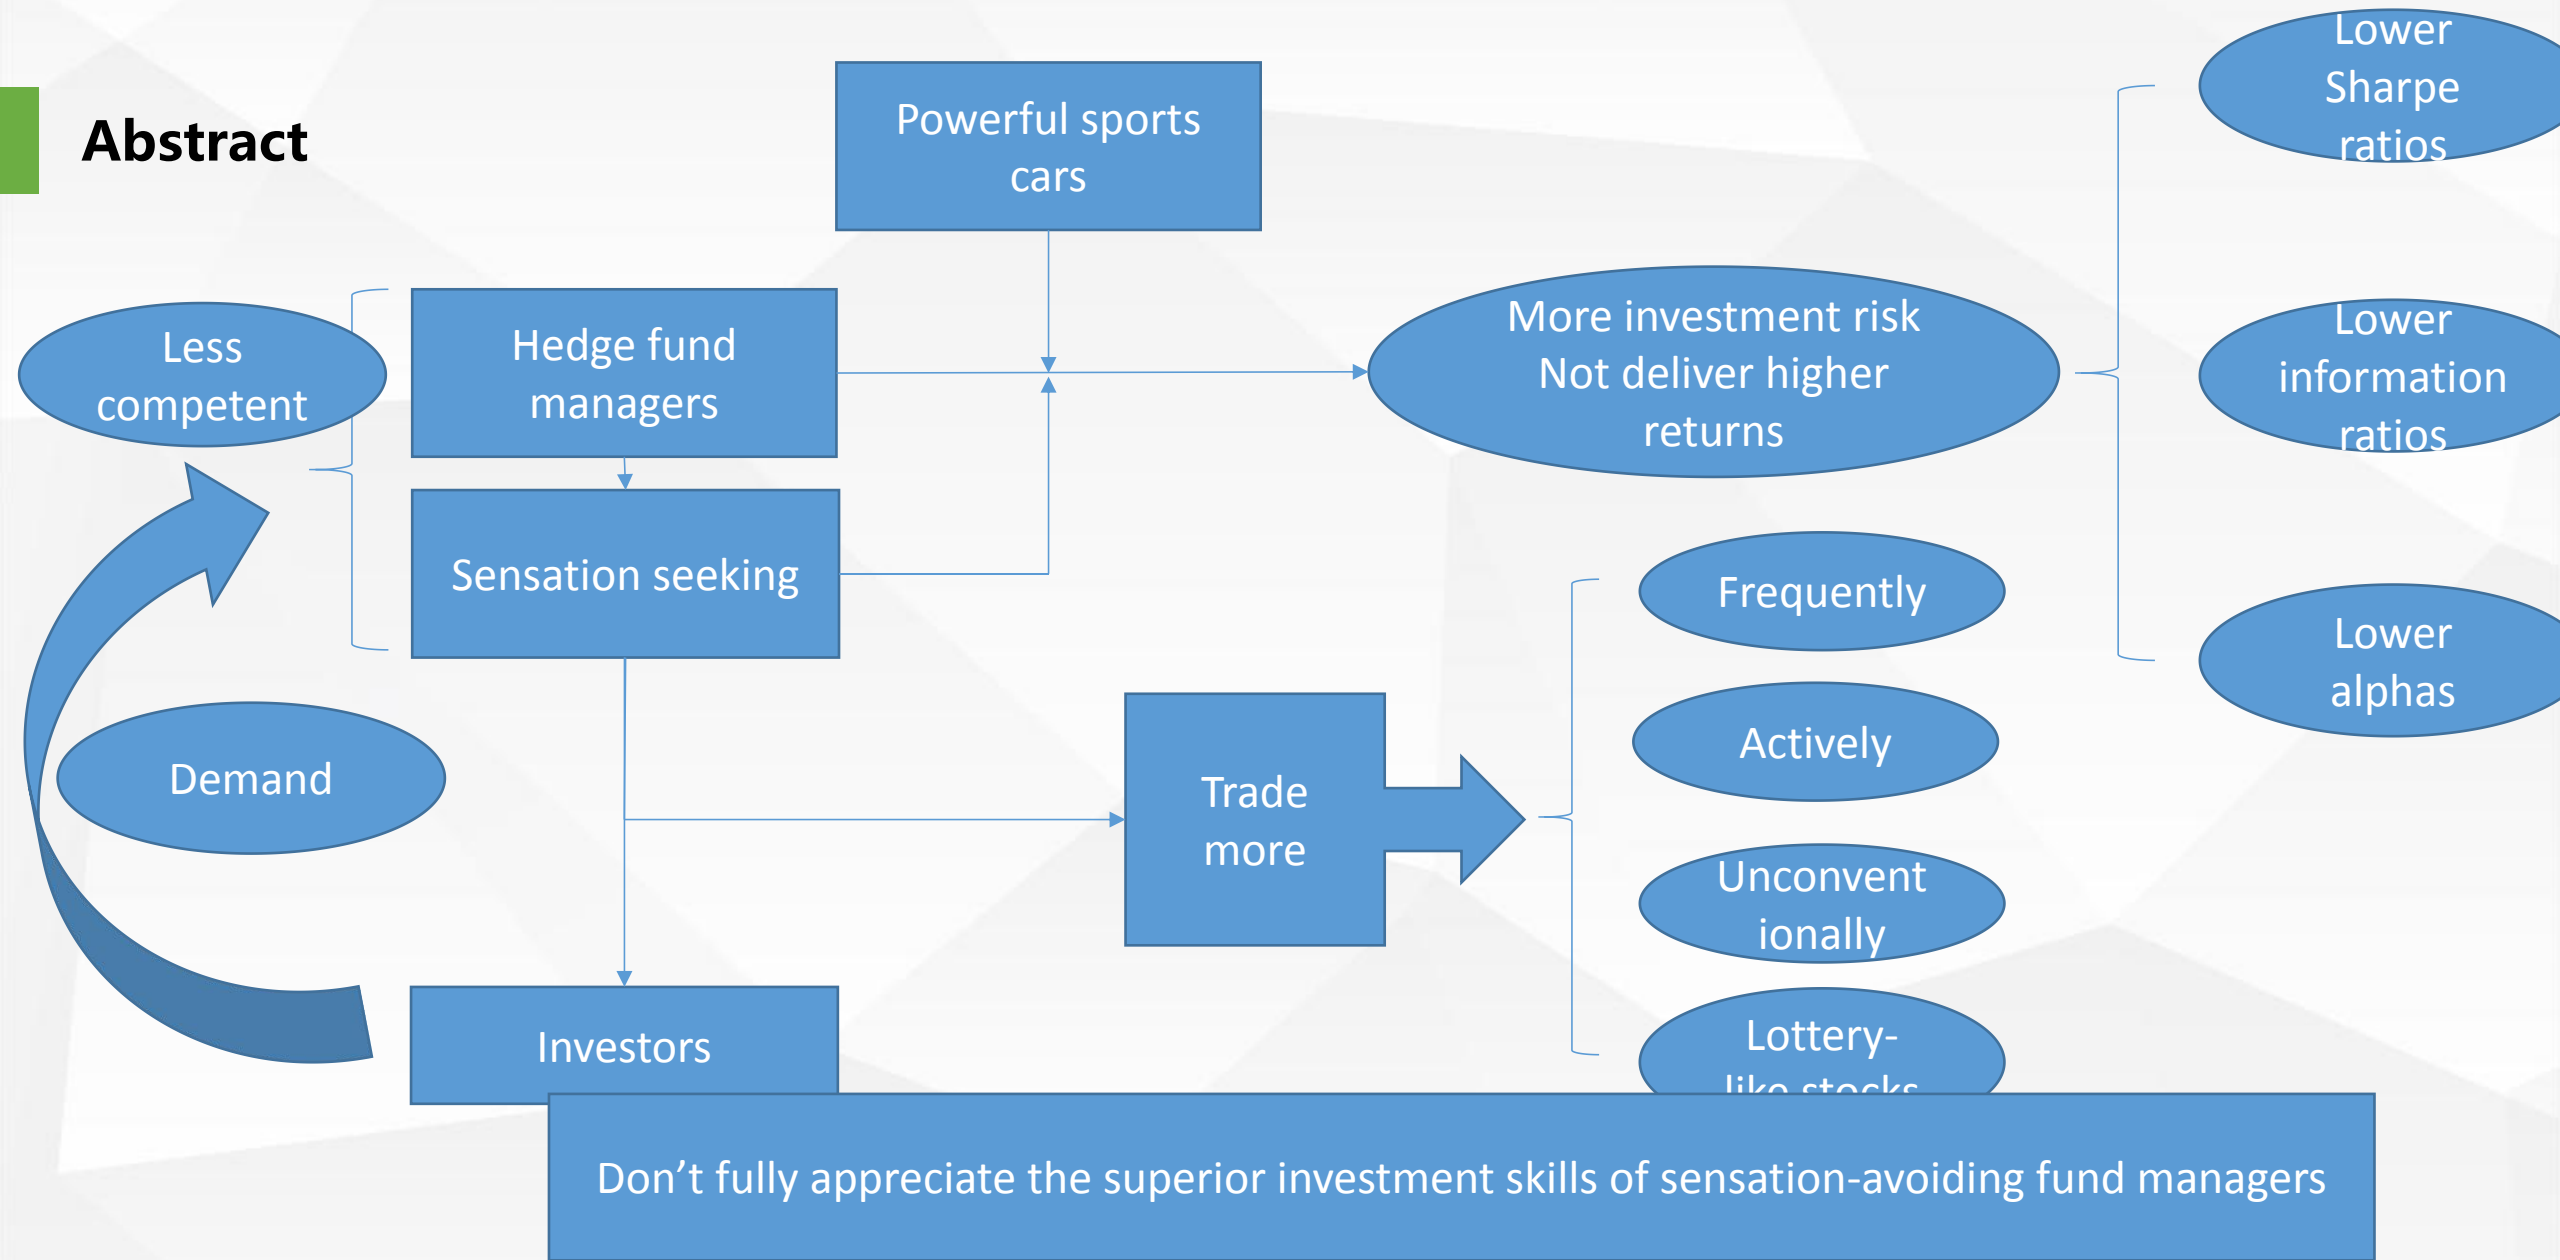 Abstract
Powerful sports
cars
Lower
Sharpe
ratios
Less
competent
Hedge fund
managers
More investment risk
Not deliver higher
returns
Lower
information
ratios
Sensation seeking
Frequently
Lower
alphas
Demand
Trade
more
Actively
Unconvent
ionally
Investors
Lottery-
like stocks
Don’t fully appreciate the superior investment skills of sensation-avoiding fund managers